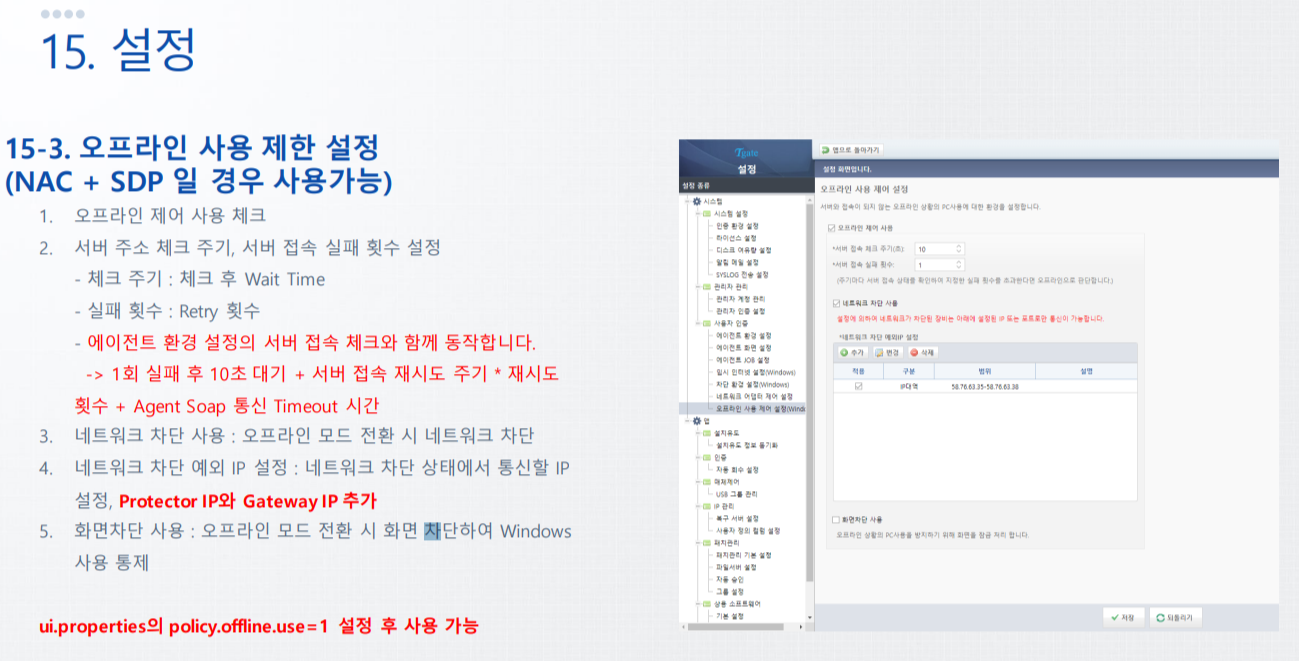 15. 설정
15-3. 오프라인 사용 제한 설정
(NAC + SDP 일 경우 사용가능)
1. 오프라인 제어 사용 체크
2. 서버 주소 체크 주기, 서버 접속 실패 횟수 설정
- 체크 주기 : 체크 후 Wait Time
- 실패 횟수 : Retry 횟수
- 에이전트 환경 설정의 서버 접속 체크와 함께 동작합니다.
-> 1회 실패 후 10초 대기 + 서버 접속 재시도 주기 * 재시도
횟수 + Agent Soap 통신 Timeout 시간
3. 네트워크 차단 사용 : 오프라인 모드 전환 시 네트워크 차단
4. 네트워크 차단 예외 IP 설정 : 네트워크 차단 상태에서 통신할 IP
설정, Protector IP와 Gateway IP 추가
5. 화면차단 사용 : 오프라인 모드 전환 시 화면 차단하여 Windows
사용 통제
ui.properties의 policy.offline.use=1 설정 후 사용 가능
Tgate
설정
설정 종류
시스템
시스템 설정
인증 환경 설정
라이선스 설정
디스크 여유량 설정
알림 메일 설정
SYSLOG 전송 설정
관리자 관리
관리자 계정 관리
관리자 인증 설정
사용자 인증
에이전트 환경 설정
에이전트 화면 설정
에이전트 JOB 설정
임시 인터넷 설정(Windows)
차단 환경 설정(Windows)
네트워크 어댑터 제어 설정
오프라인 사용 제어 설정(Wind
맵
설치유도
설치유도 정보 동기화
인증
자동 회수 설정
매체제어
USB 그룹 관리
IP 관리
복구 서버 설정
사용자 정의 컬럼 설정
패치관리
패치관리 기본 설정
파일서버 설정
자동 승인
그룹 설정
상용 소프트웨어
기본 설정
맵으로 돌아가기
설정 화면입니다.
오프라인 사용 제어 설정
서버와 접속이 되지 않는 오프라인 상황의 PC사용에 대한 환경을 설정합니다.
오프라인 제어 사용
*서버 접속 체크 주기(초): 10
*서버 접속 실패 횟수: 1
(주기마다 서버 접속 상태를 확인하여 지정한 실패 횟수를 초과한다면 오프라인으로 판단합니다)
네트워크 차단 사용
설정에 의하여 네트워크가 차단된 장비는 아래에 설정된 IP 또는 포트로만 통신이 가능합니다.
*네트워크 차단 예외IP 설정
추가 변경 삭제
적용 구분 범위 설명
IP대역 58.76.63.35-58.76.63.38
화면차단 사용
오프라인 상황의 PC사용을 방지하기 위해 화면을 잠금 처리 합니다.
저장 되돌리기